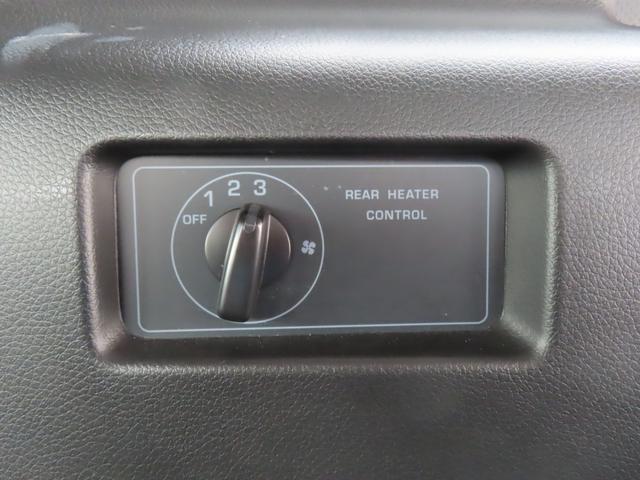 OFF 1 2 3
REAR HEATER
CONTROL